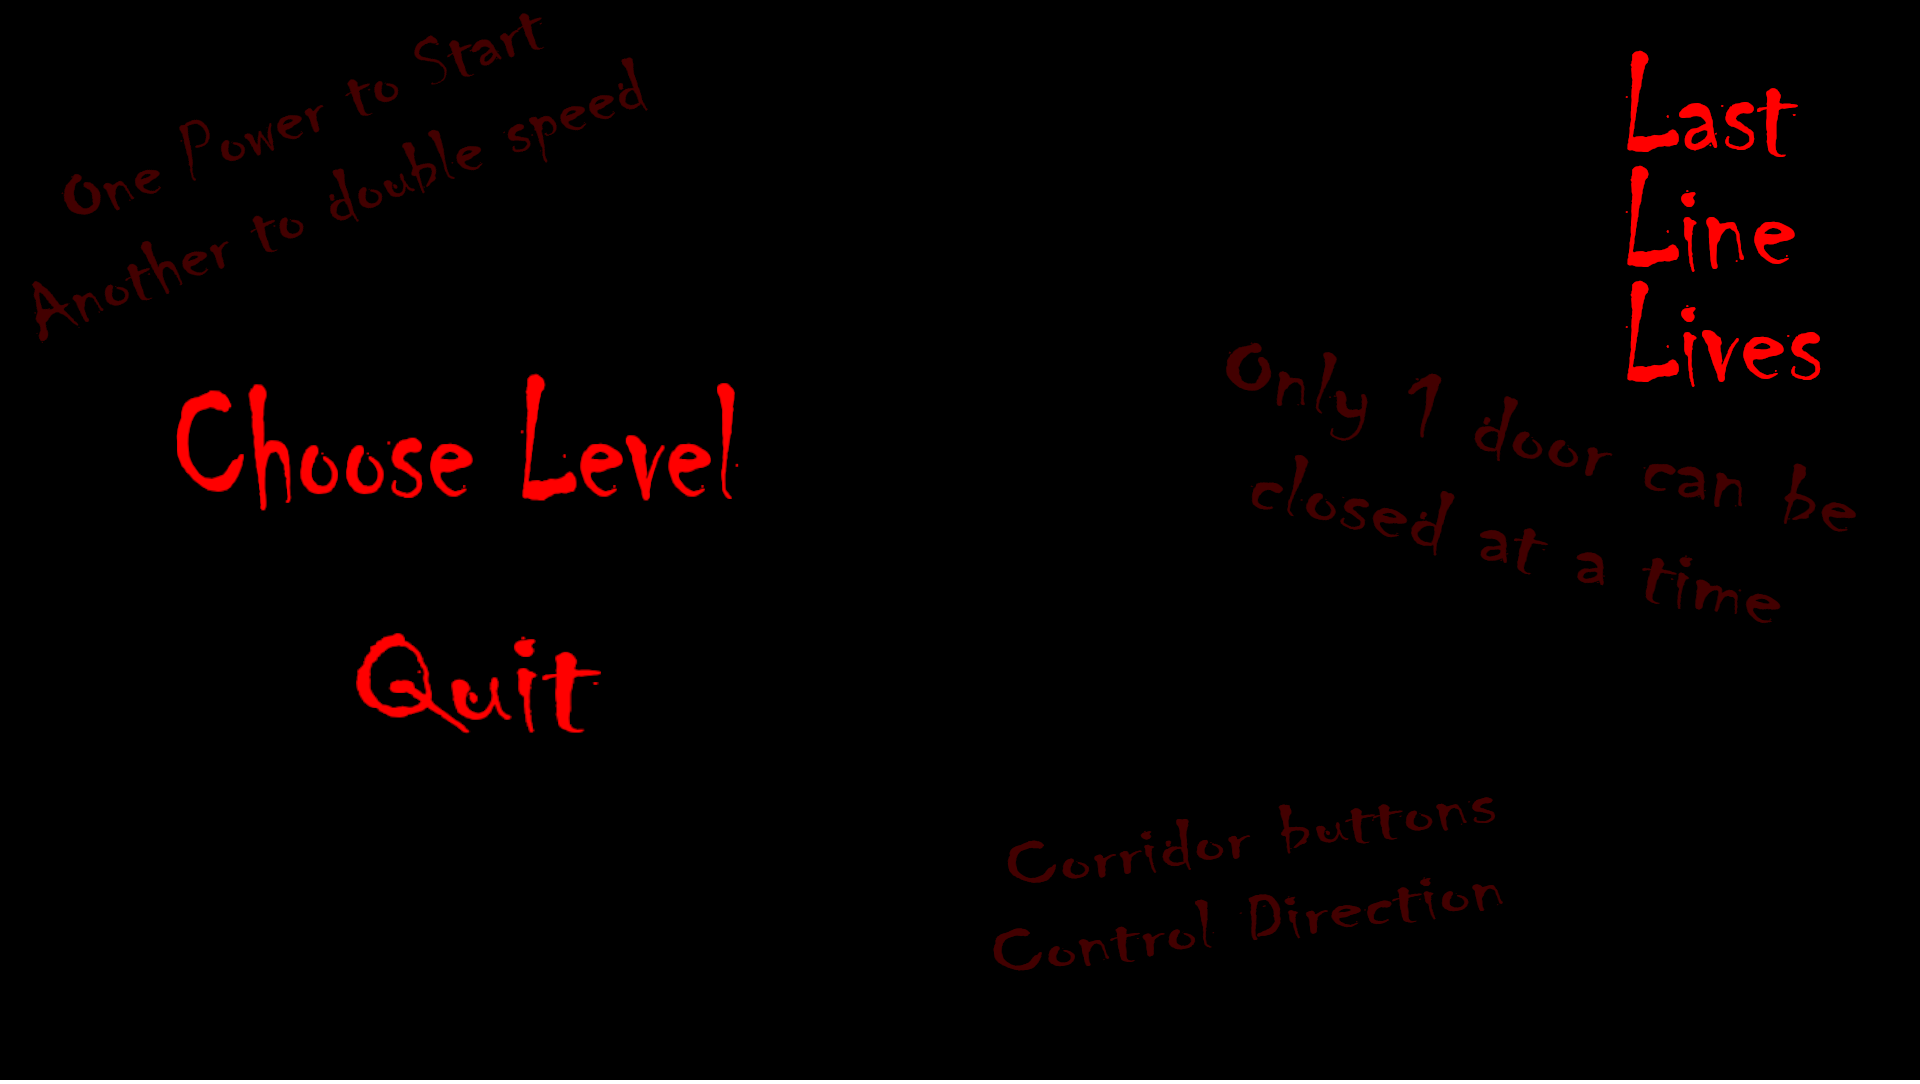 One Power to Start
Another to double speed
Last
Line
Lives
Only 1 door can be
closed at a time
Choose Level
Quit
Corridor buttons
Control Direction